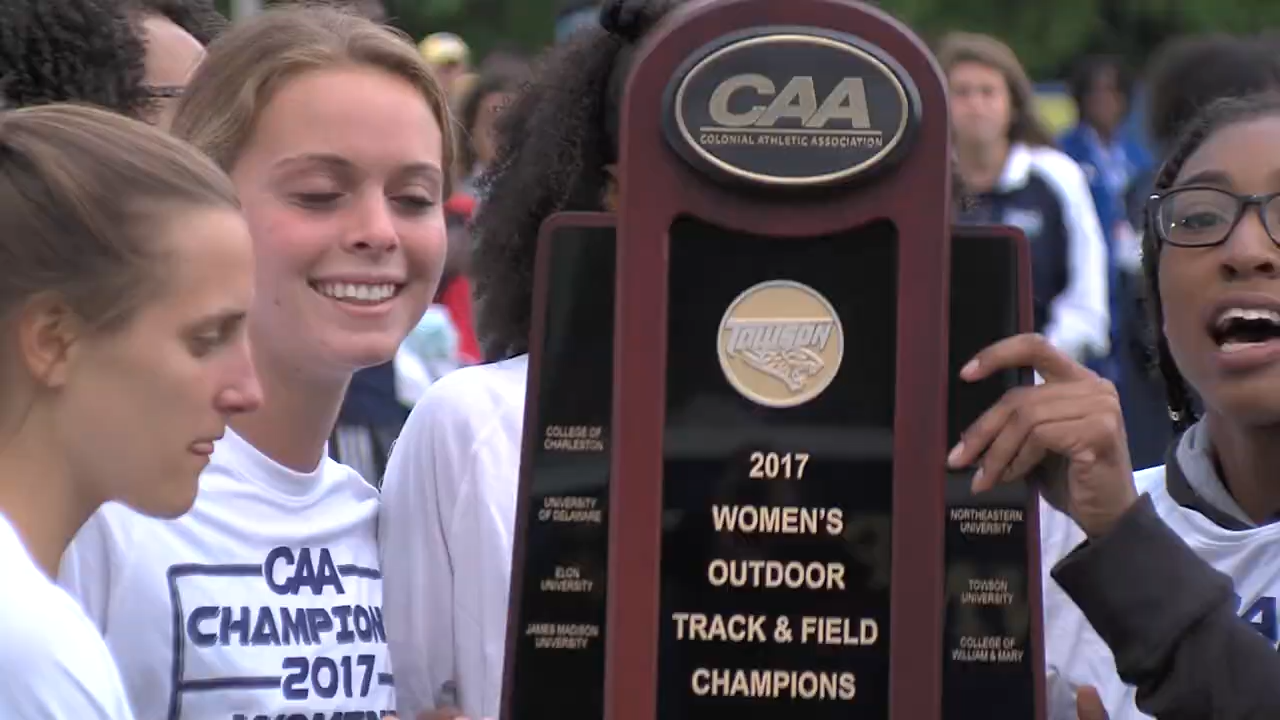 CAA
COLONIAL ATHLETIC ASSOCIATION
TOWSON
2017
WOMEN'S
OUTDOOR
TRACK & FIELD
CHAMPIONS
COLLEGE OF
CHARLESTON
UNIVERSITY
OF DELAWARE
ELON
UNIVERSITY
JAMES MADISON
UNIVERSITY
NORTHEASTERN
UNIVERSITY
TOWSON
UNIVERSITY
COLLEGE OF
WILLIAM & MARY
CAA
CHAMPION
2017
WOMEN